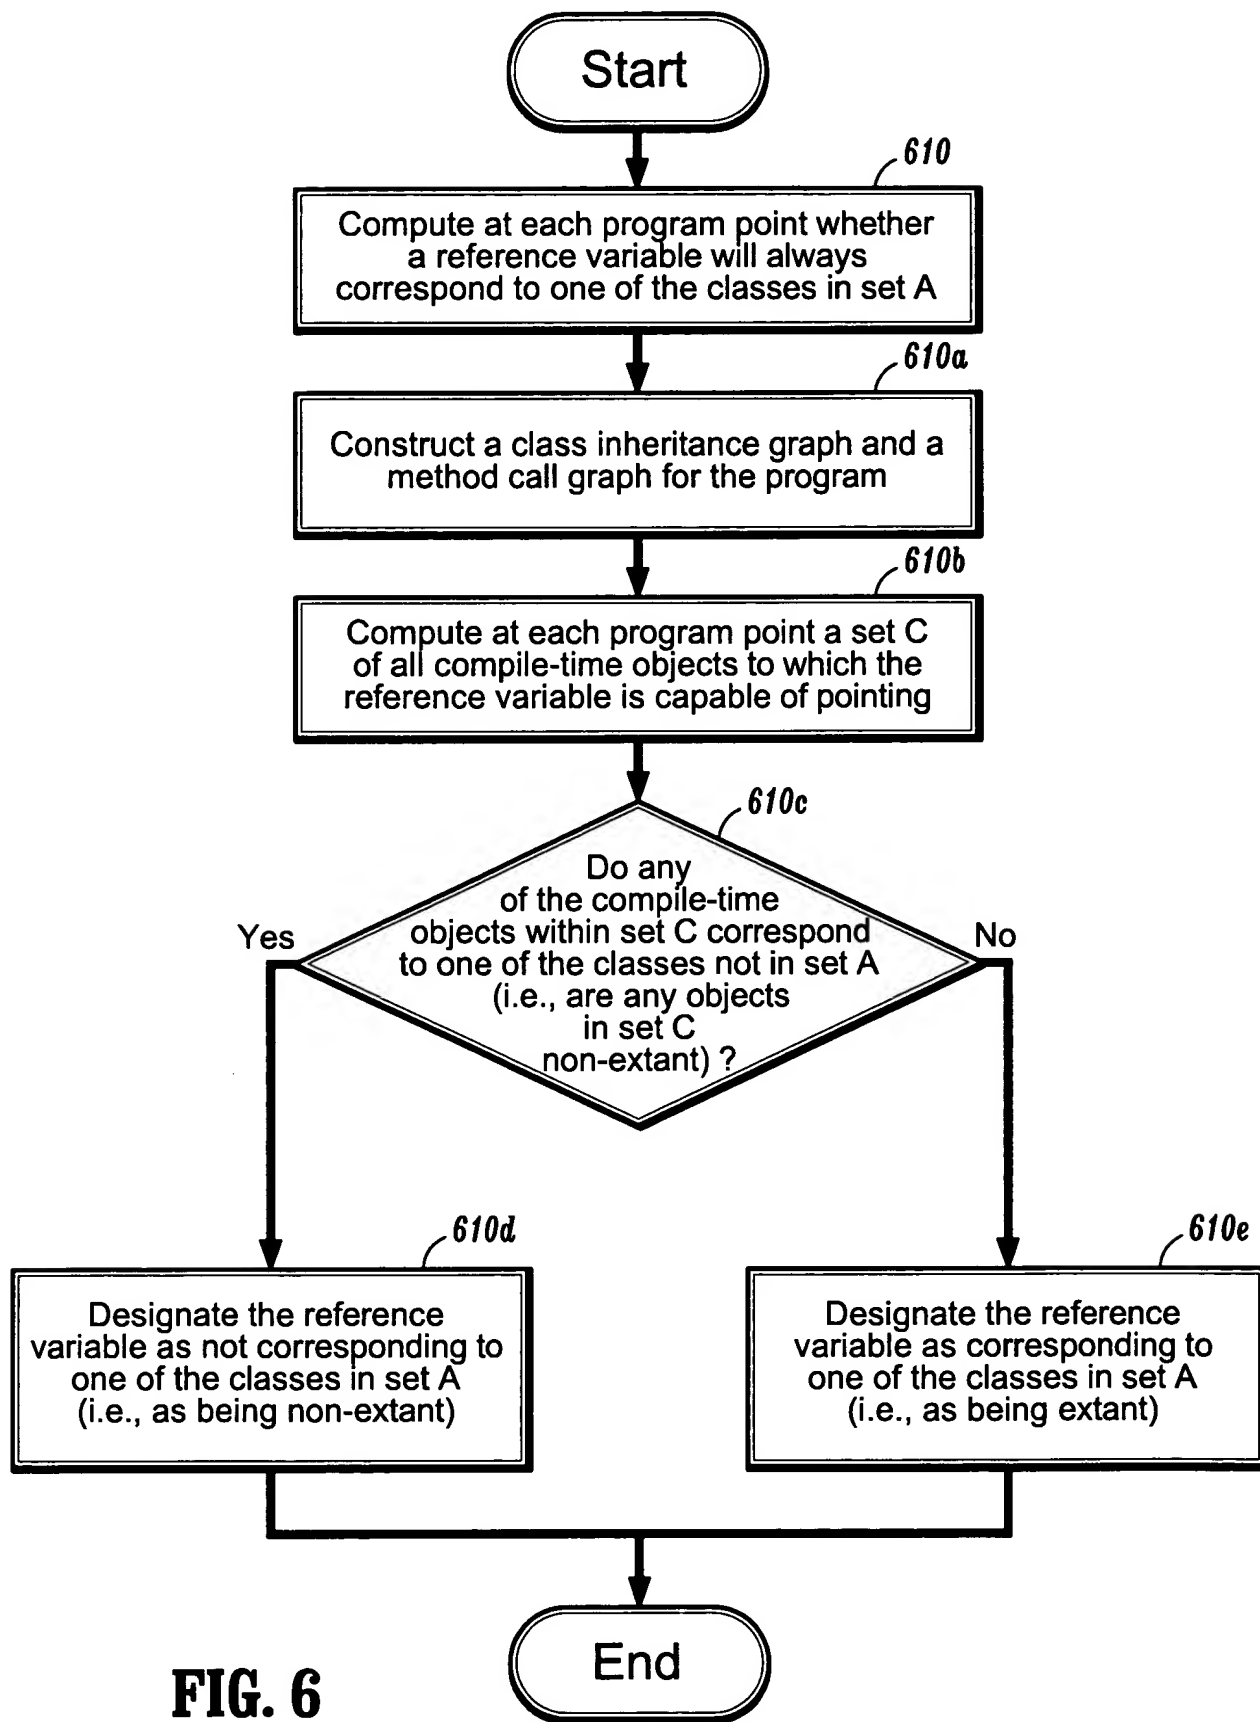 Start
610
Compute at each program point whether
a reference variable will always
correspond to one of the classes in set A
610a
Construct a class inheritance graph and a
method call graph for the program
610b
Compute at each program point a set C
of all compile-time objects to which the
reference variable is capable of pointing
610c
Do any
of the compile-time
objects within set C correspond
to one of the classes not in set A
(i.e., are any objects
in set C
non-extant) ?
Yes
No
610d
Designate the reference
variable as not corresponding to
one of the classes in set A
(i.e., as being non-extant)
610e
Designate the reference
variable as corresponding to
one of the classes in set A
(i.e., as being extant)
End
FIG. 6